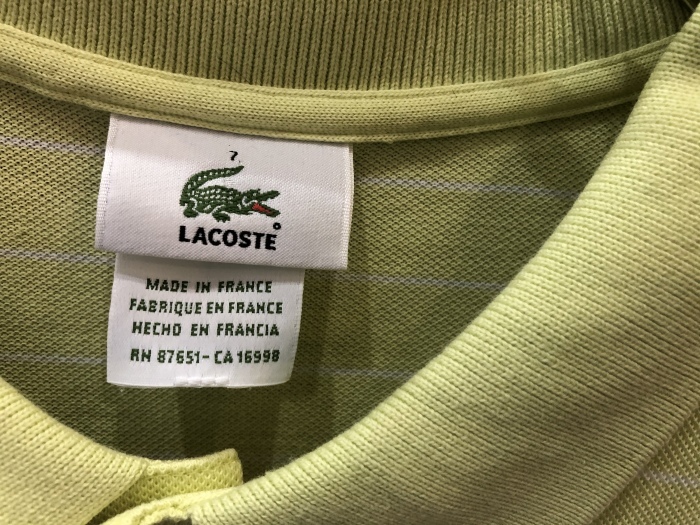 7
LACOSTE
MADE IN FRANCE
FABRIQUE EN FRANCE
HECHO EN FRANCIA
RN 87651-CA 16998